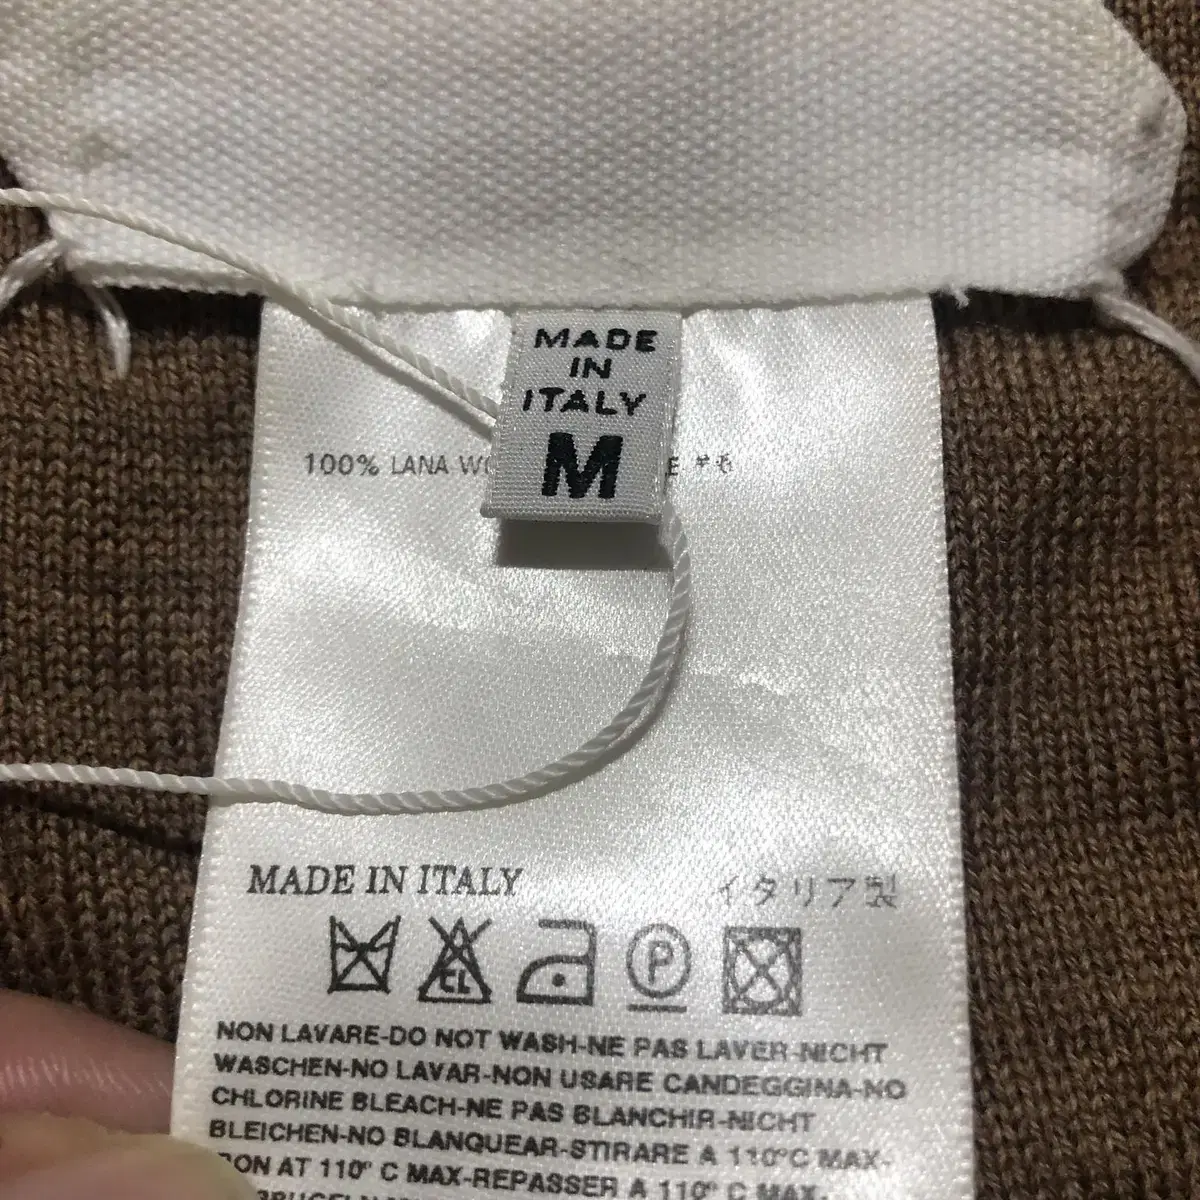 MADE
IN
ITALY
M
100% LANA
MADE IN ITALY イタリア製
CL P
NON LAVARE-DO NOT WASH-NE PAS LAVER-NICHT
WASCHEN-NO LAVAR-NON USARE CANDEGGINA-NO
CHLORINE BLEACH-NE PAS BLANCHIR-NICHT
BLEICHEN-NO BLANQUEAR-STIRARE A 110°C MAX-
AT 110° C MAX-REPASSER A 110° C MAX.